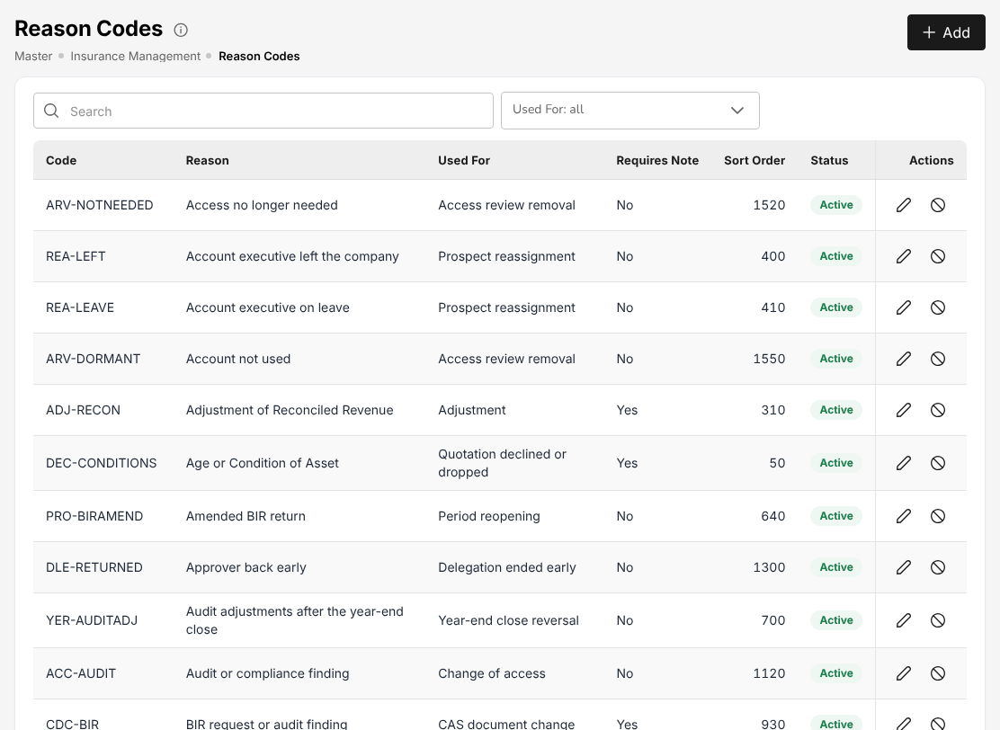 Reason Codes
+ Add
Master Insurance Management Reason Codes
Search
Used For: all
Code Reason Used For Requires Note Sort Order Status Actions
ARV-NOTNEEDED Access no longer needed Access review removal No 1520 Active
REA-LEFT Account executive left the company Prospect reassignment No 400 Active
REA-LEAVE Account executive on leave Prospect reassignment No 410 Active
ARV-DORMANT Account not used Access review removal No 1550 Active
ADJ-RECON Adjustment of Reconciled Revenue Adjustment Yes 310 Active
DEC-CONDITIONS Age or Condition of Asset Quotation declined or
dropped Yes 50 Active
PRO-BIRAMEND Amended BIR return Period reopening No 640 Active
DLE-RETURNED Approver back early Delegation ended early No 1300 Active
YER-AUDITADJ Audit adjustments after the year-end
close Year-end close reversal No 700 Active
ACC-AUDIT Audit or compliance finding Change of access No 1120 Active
CDC-BIR BIR request or audit finding CAS document change Yes 930 Active